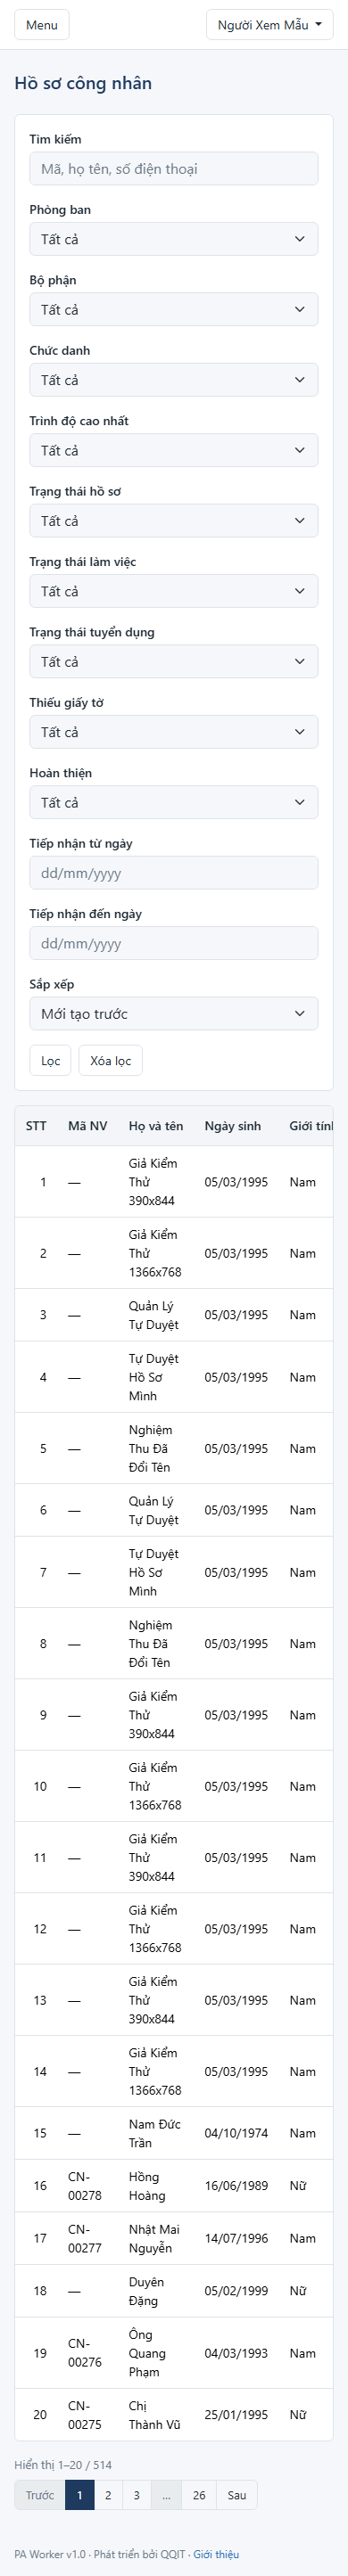 Menu
Người Xem Mẫu
Hồ sơ công nhân
Tìm kiếm
Mã, họ tên, số điện thoại
Phòng ban
Tất cả
Bộ phận
Tất cả
Chức danh
Tất cả
Trình độ cao nhất
Tất cả
Trạng thái hồ sơ
Tất cả
Trạng thái làm việc
Tất cả
Trạng thái tuyển dụng
Tất cả
Thiếu giấy tờ
Tất cả
Hoàn thiện
Tất cả
Tiếp nhận từ ngày
dd/mm/yyyy
Tiếp nhận đến ngày
dd/mm/yyyy
Sắp xếp
Mới tạo trước
Lọc Xóa lọc
STT Mã NV Họ và tên Ngày sinh Giới tính
Giả Kiểm
1 — Thử 05/03/1995 Nam
390x844
Giả Kiểm
2 — Thử 05/03/1995 Nam
1366x768
Quản Lý
3 — Tự Duyệt 05/03/1995 Nam
Tự Duyệt
4 — Hồ Sơ 05/03/1995 Nam
Mình
Nghiệm
5 — Thu Đã 05/03/1995 Nam
Đổi Tên
Quản Lý
6 — Tự Duyệt 05/03/1995 Nam
Tự Duyệt
7 — Hồ Sơ 05/03/1995 Nam
Mình
Nghiệm
8 — Thu Đã 05/03/1995 Nam
Đổi Tên
Giả Kiểm
9 — Thử 05/03/1995 Nam
390x844
Giả Kiểm
10 — Thử 05/03/1995 Nam
1366x768
Giả Kiểm
11 — Thử 05/03/1995 Nam
390x844
Giả Kiểm
12 — Thử 05/03/1995 Nam
1366x768
Giả Kiểm
13 — Thử 05/03/1995 Nam
390x844
Giả Kiểm
14 — Thử 05/03/1995 Nam
1366x768
Nam Đức
15 — Trần 04/10/1974 Nam
16 CN-00278 Hồng Hoàng 16/06/1989 Nữ
17 CN-00277 Nhật Mai Nguyễn 14/07/1996 Nam
18 — Duyên Đặng 05/02/1999 Nữ
19 CN-00276 Ông Quang Phạm 04/03/1993 Nam
20 CN-00275 Chị Thành Vũ 25/01/1995 Nữ
Hiển thị 1–20 / 514
Trước 1 2 3 … 26 Sau
PA Worker v1.0 · Phát triển bởi QQIT · Giới thiệu